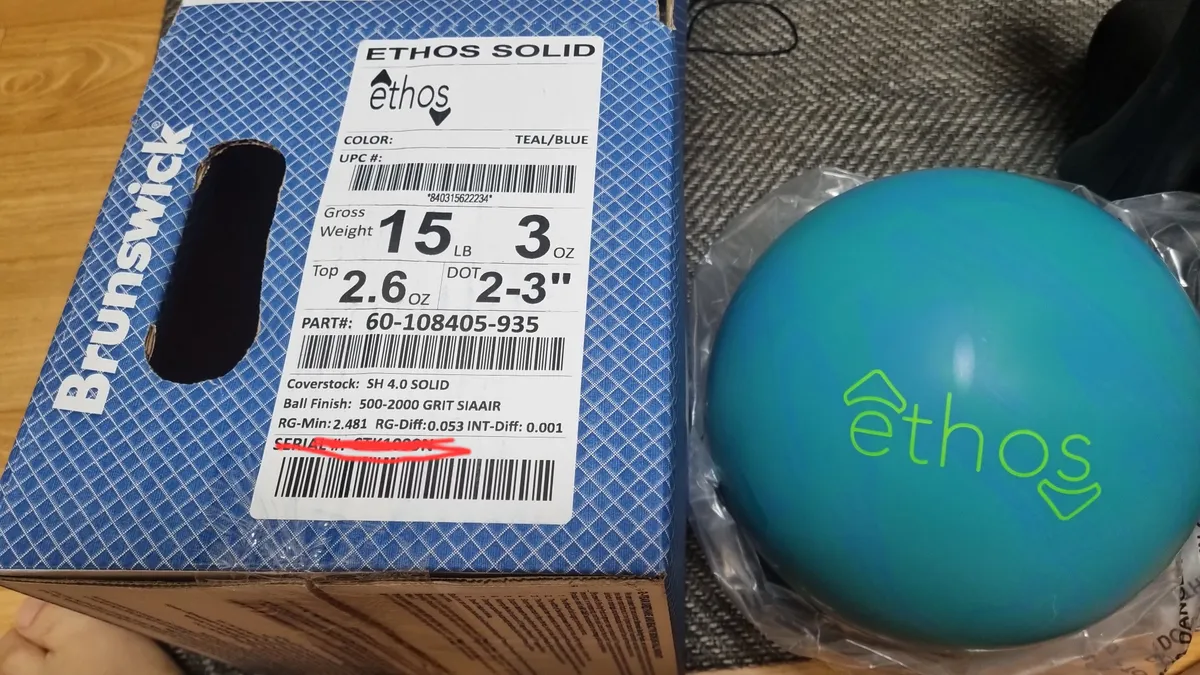 Brunswick®
ETHOS SOLID
ethos
COLOR: TEAL/BLUE
UPC #:
*840315622234*
Gross Weight 15 LB 3 OZ
Top 2.6 OZ DOT 2-3"
PART#: 60-108405-935
Coverstock: SH 4.0 SOLID
Ball Finish: 500-2000 GRIT SIAAIR
RG-Min: 2.481 RG-Diff: 0.053 INT-Diff: 0.001
SERIAL #:
ethos